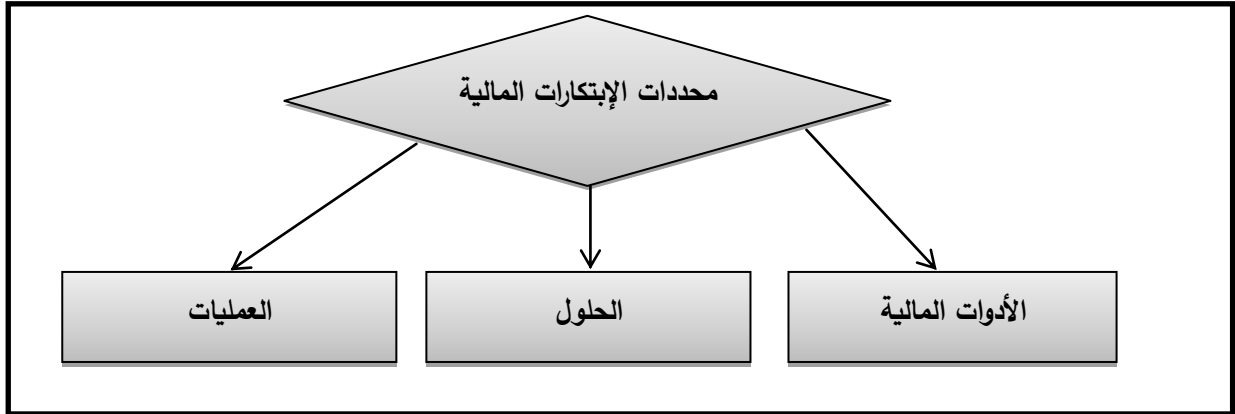 محددات الإبتكارات المالية
الأدوات المالية
الحلول
العمليات